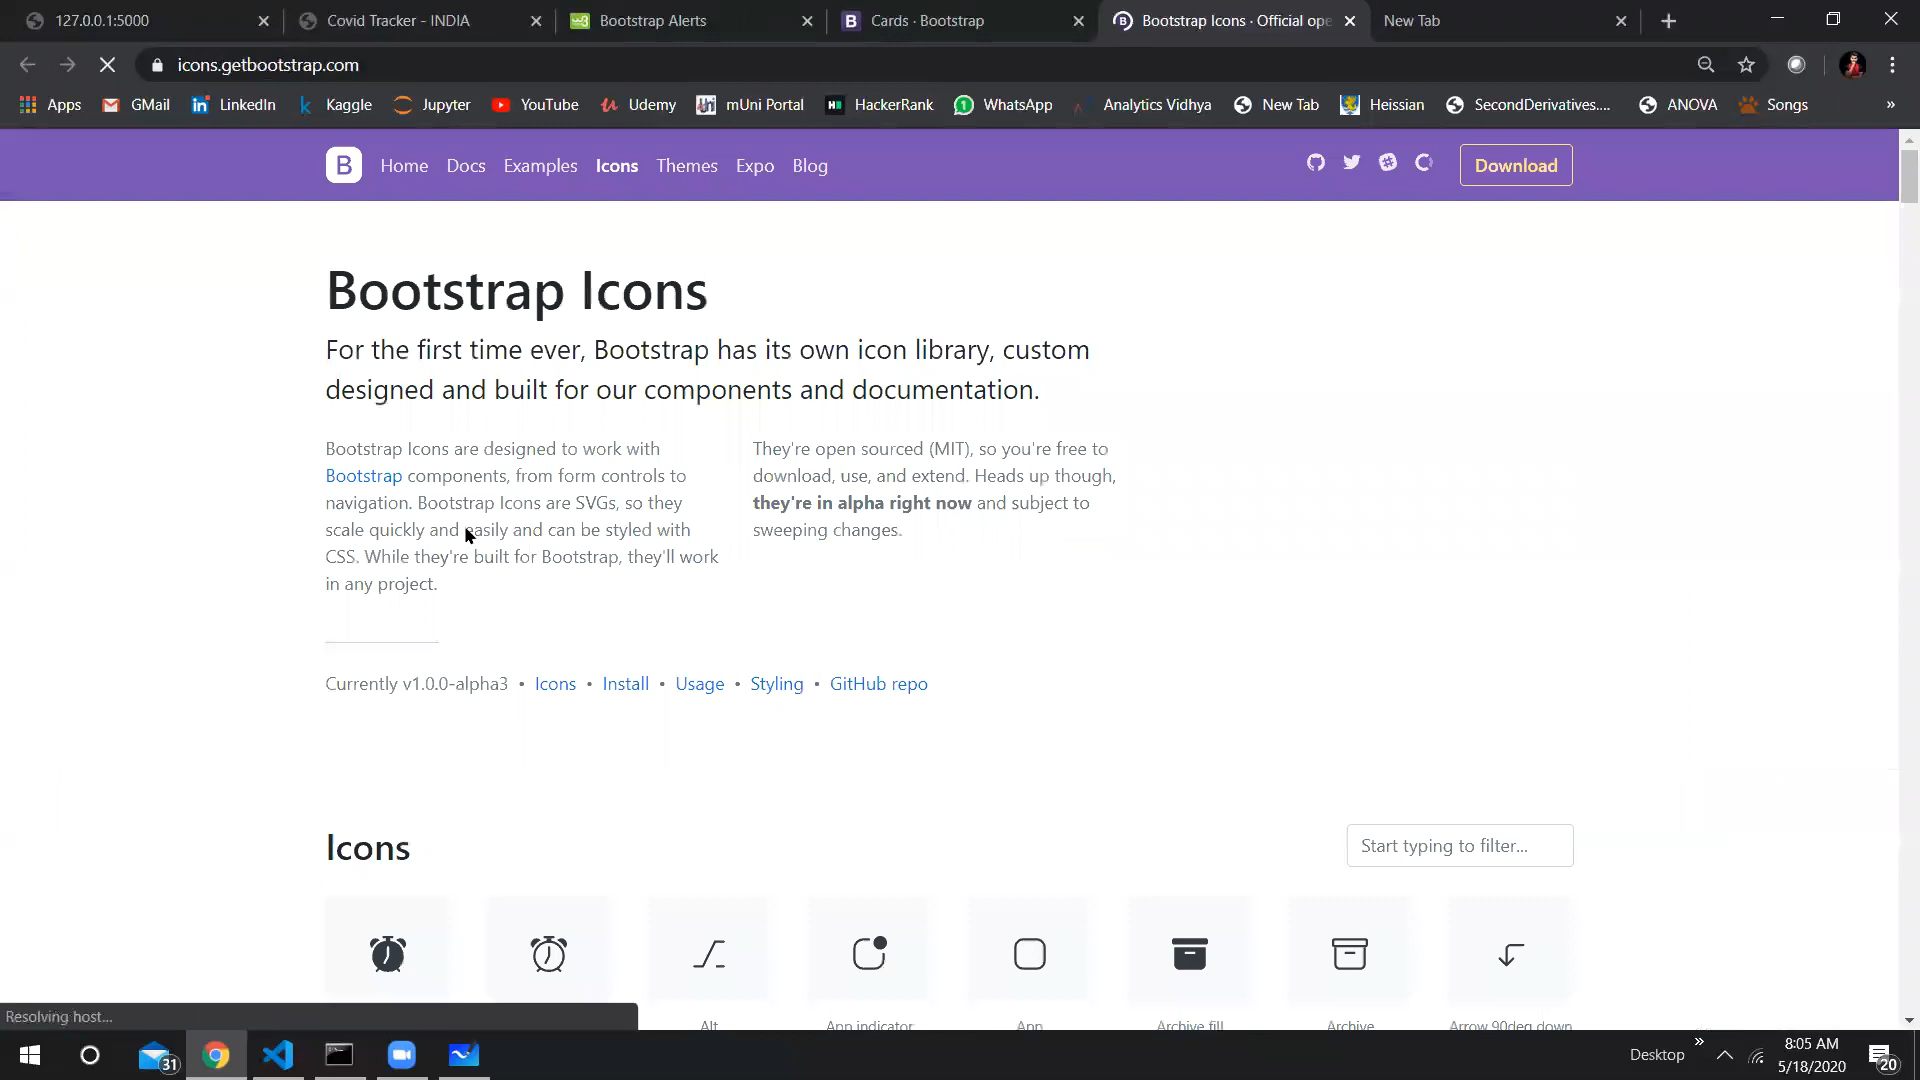 127.0.0.1:5000
Covid Tracker - INDIA
Bootstrap Alerts
Cards · Bootstrap
Bootstrap Icons · Official ope
New Tab
icons.getbootstrap.com
Apps GMail LinkedIn Kaggle Jupyter YouTube Udemy mUni Portal HackerRank WhatsApp Analytics Vidhya New Tab Heissian SecondDerivatives.... ANOVA Songs »
B Home Docs Examples Icons Themes Expo Blog Download
Bootstrap Icons
For the first time ever, Bootstrap has its own icon library, custom
designed and built for our components and documentation.
Bootstrap Icons are designed to work with
Bootstrap components, from form controls to
navigation. Bootstrap Icons are SVGs, so they
scale quickly and easily and can be styled with
CSS. While they're built for Bootstrap, they'll work
in any project.
They're open sourced (MIT), so you're free to
download, use, and extend. Heads up though,
they're in alpha right now and subject to
sweeping changes.
Currently v1.0.0-alpha3 • Icons • Install • Usage • Styling • GitHub repo
Icons
Start typing to filter...
Alt App indicator App Archive fill Archive Arrow 90deg down
Resolving host...
31
Desktop »
8:05 AM
5/18/2020
20